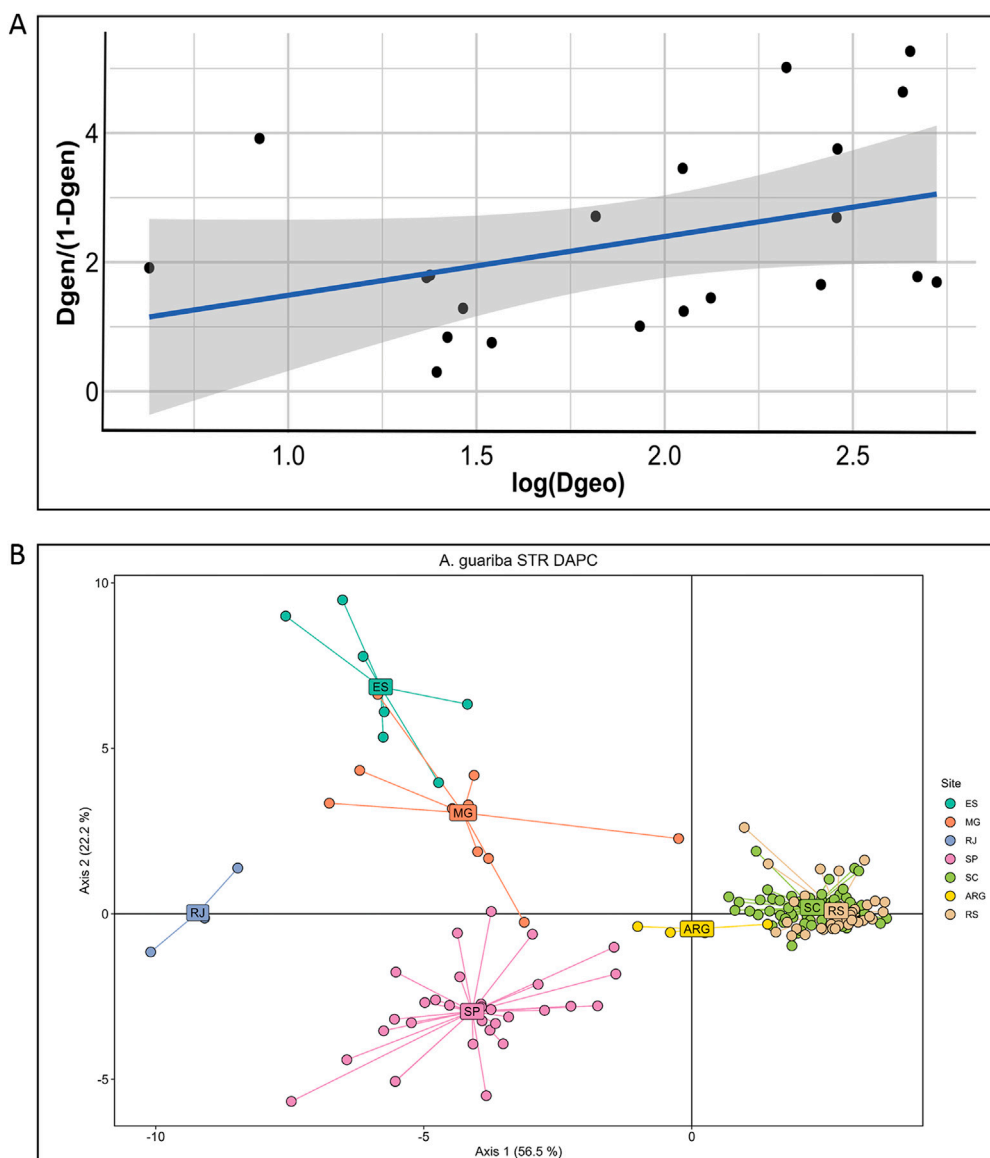 A
Dgen/(1-Dgen)
4
2
0
1.0 1.5 2.0 2.5
log(Dgeo)
B
A. guariba STR DAPC
Axis 2 (22.2 %)
10
5
0
-5
ES
MG
RJ
SP
ARG
SC
RS
-10 -5 0
Axis 1 (56.5 %)
Site
ES
MG
RJ
SP
SC
ARG
RS